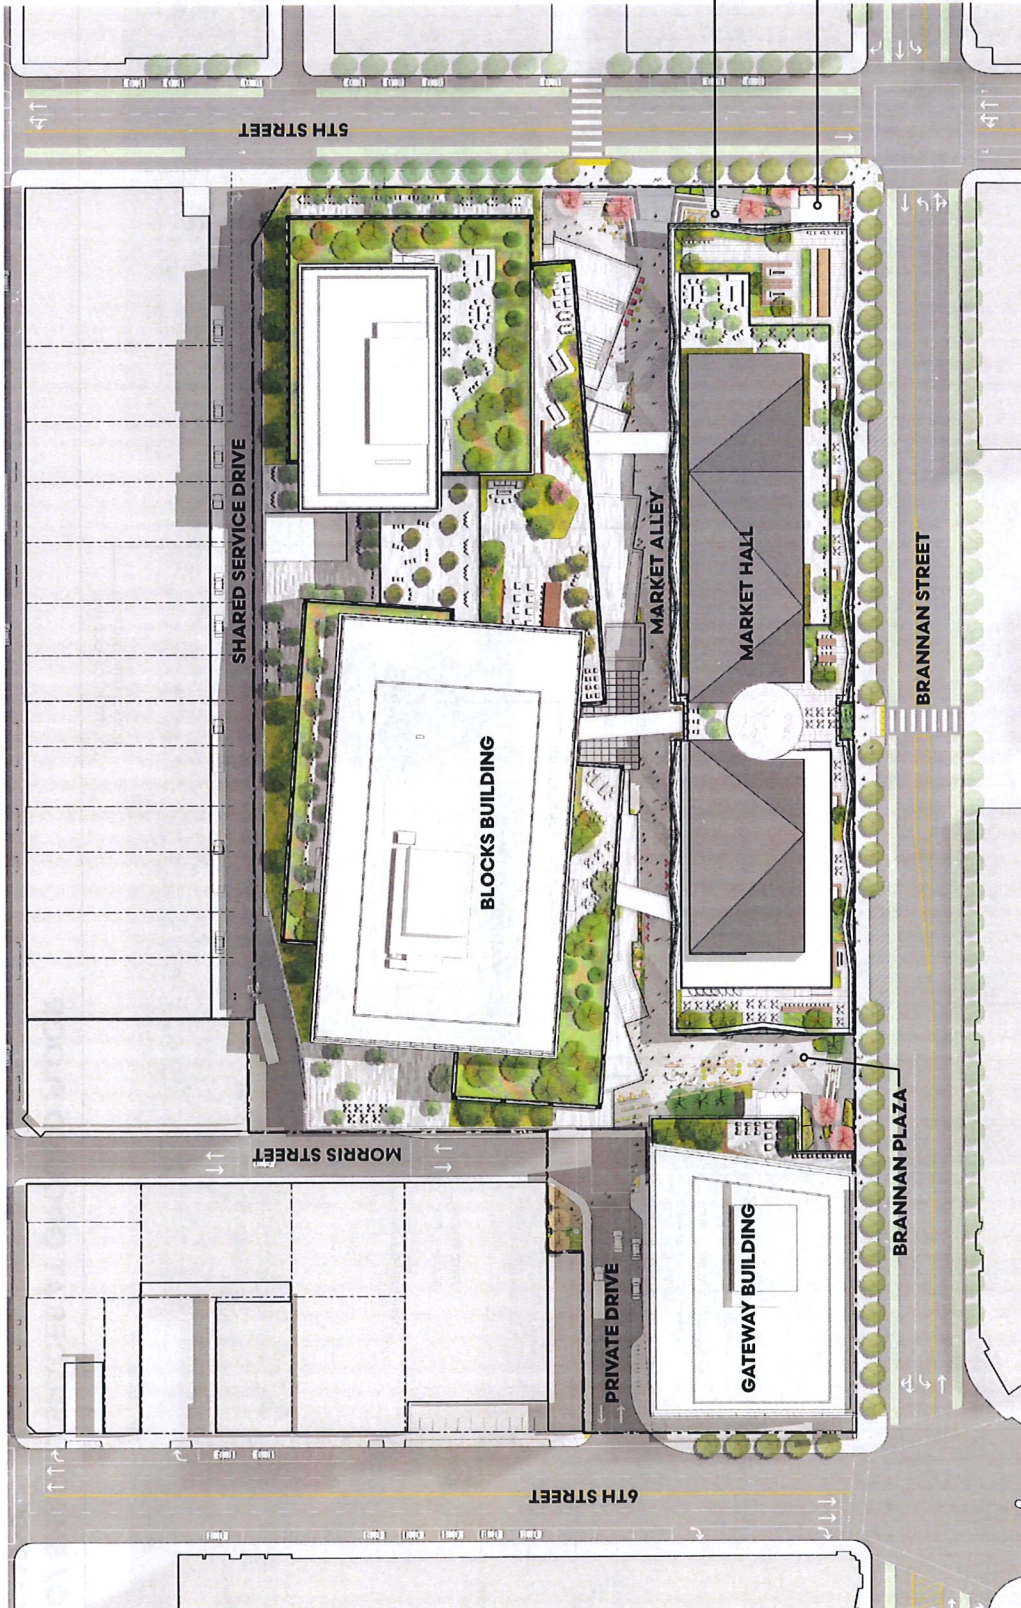 5TH STREET
SHARED SERVICE DRIVE
MARKET ALLEY
MARKET HALL
BRANNAN STREET
BLOCKS BUILDING
BRANNAN PLAZA
MORRIS STREET
PRIVATE DRIVE
GATEWAY BUILDING
6TH STREET